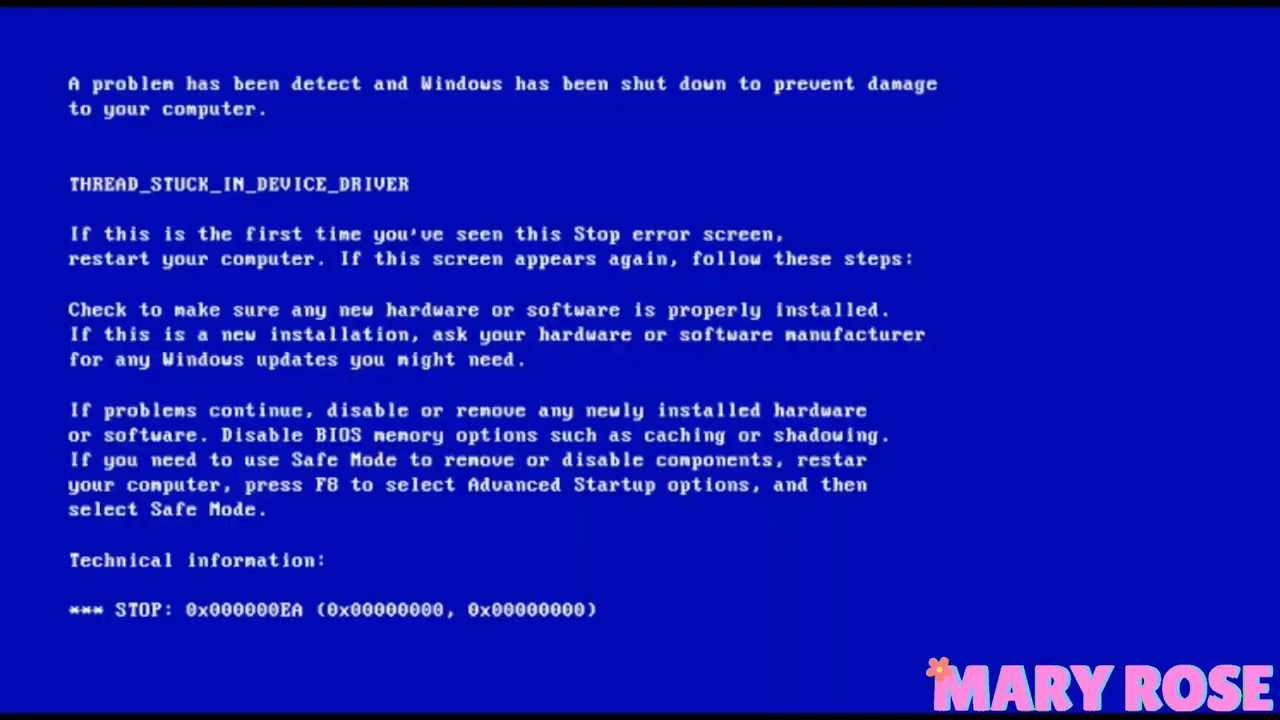 A problem has been detect and Windows has been shut down to prevent damage
to your computer.
THREAD_STUCK_IN_DEVICE_DRIVER
If this is the first time you've seen this Stop error screen,
restart your computer. If this screen appears again, follow these steps:
Check to make sure any new hardware or software is properly installed.
If this is a new installation, ask your hardware or software manufacturer
for any Windows updates you might need.
If problems continue, disable or remove any newly installed hardware
or software. Disable BIOS memory options such as caching or shadowing.
If you need to use Safe Mode to remove or disable components, restar
your computer, press F8 to select Advanced Startup options, and then
select Safe Mode.
Technical information:
*** STOP: 0x000000EA (0x00000000, 0x00000000)
MARY ROSE